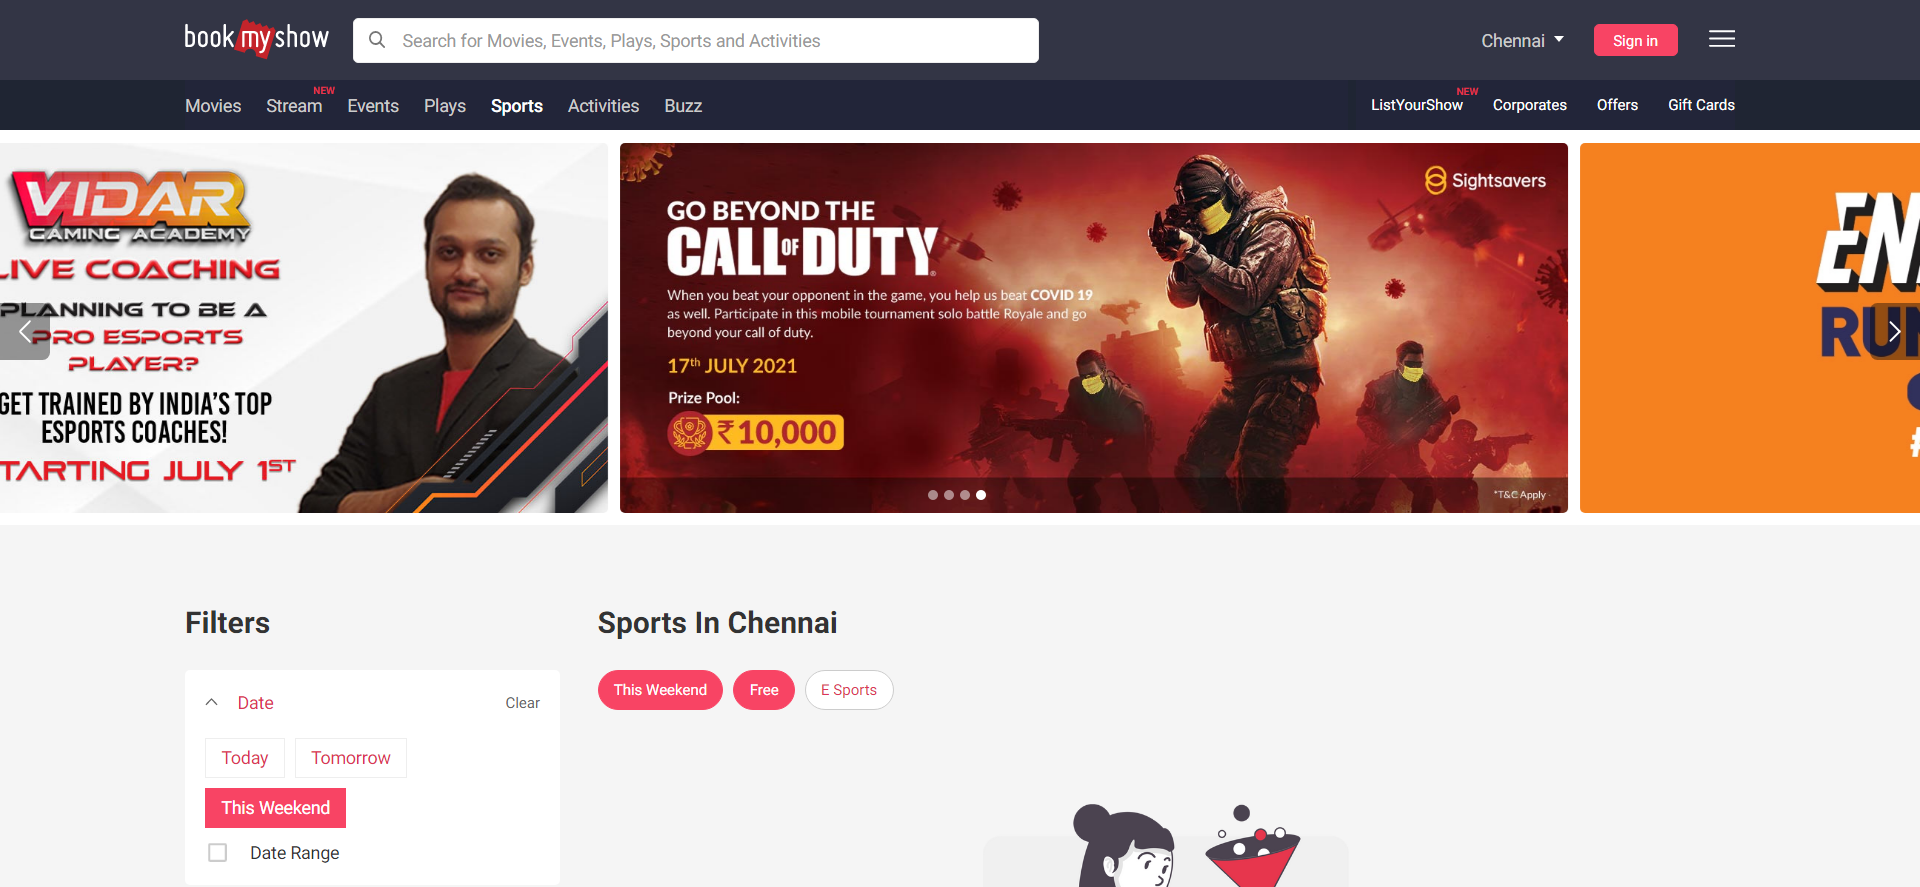 bookmyshow
Search for Movies, Events, Plays, Sports and Activities
Chennai
Sign in
Movies
Stream
NEW
Events
Plays
Sports
Activities
Buzz
ListYourShow
NEW
Corporates
Offers
Gift Cards
VIDAR
GAMING ACADEMY
LIVE COACHING
PLANNING TO BE A
PRO ESPORTS
PLAYER?
GET TRAINED BY INDIA'S TOP
ESPORTS COACHES!
STARTING JULY 1ST
Sightsavers
GO BEYOND THE
CALL OF DUTY®
When you beat your opponent in the game, you help us beat COVID 19
as well. Participate in this mobile tournament solo battle Royale and go
beyond your call of duty.
17th JULY 2021
Prize Pool:
₹10,000
*T&C Apply
EN
RUN
#
Filters
Date
Clear
Today
Tomorrow
This Weekend
Date Range
Sports In Chennai
This Weekend
Free
E Sports